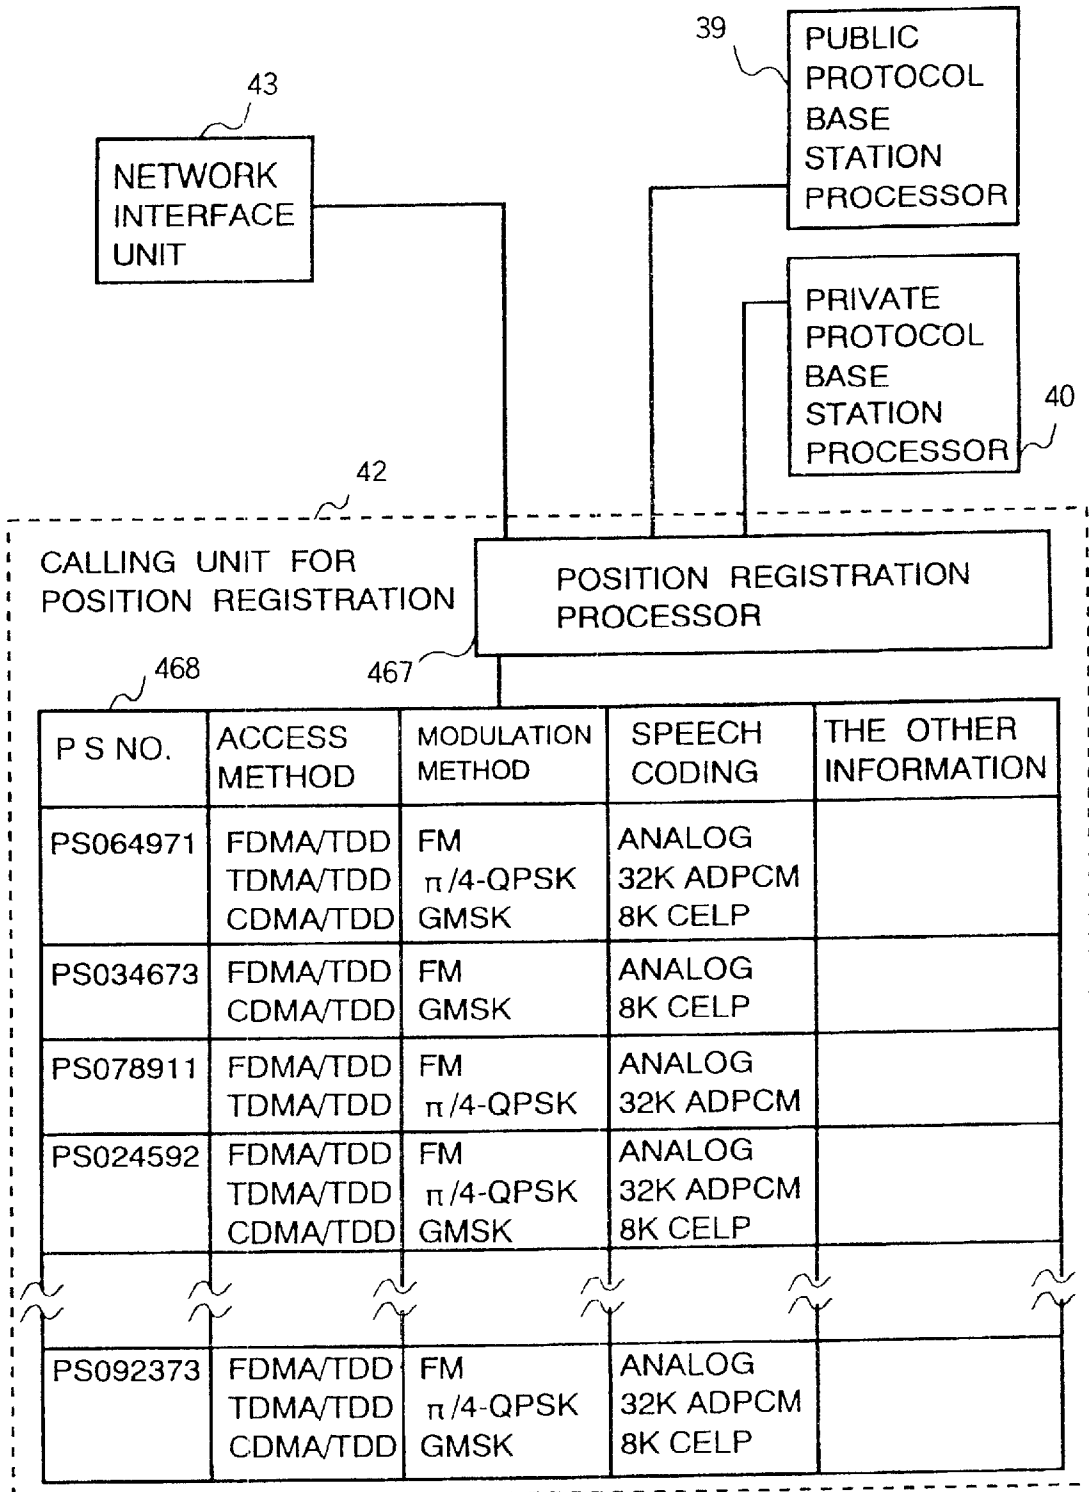 39
PUBLIC
PROTOCOL
BASE
STATION
PROCESSOR
43
NETWORK
INTERFACE
UNIT
PRIVATE
PROTOCOL
BASE
STATION
PROCESSOR
40
42
CALLING UNIT FOR
POSITION REGISTRATION
POSITION REGISTRATION
PROCESSOR
467
468
P S NO.
ACCESS
METHOD
MODULATION
METHOD
SPEECH
CODING
THE OTHER
INFORMATION
PS064971 FDMA/TDD FM ANALOG
TDMA/TDD π/4-QPSK 32K ADPCM
CDMA/TDD GMSK 8K CELP
PS034673 FDMA/TDD FM ANALOG
CDMA/TDD GMSK 8K CELP
PS078911 FDMA/TDD FM ANALOG
TDMA/TDD π/4-QPSK 32K ADPCM
PS024592 FDMA/TDD FM ANALOG
TDMA/TDD π/4-QPSK 32K ADPCM
CDMA/TDD GMSK 8K CELP
PS092373 FDMA/TDD FM ANALOG
TDMA/TDD π/4-QPSK 32K ADPCM
CDMA/TDD GMSK 8K CELP